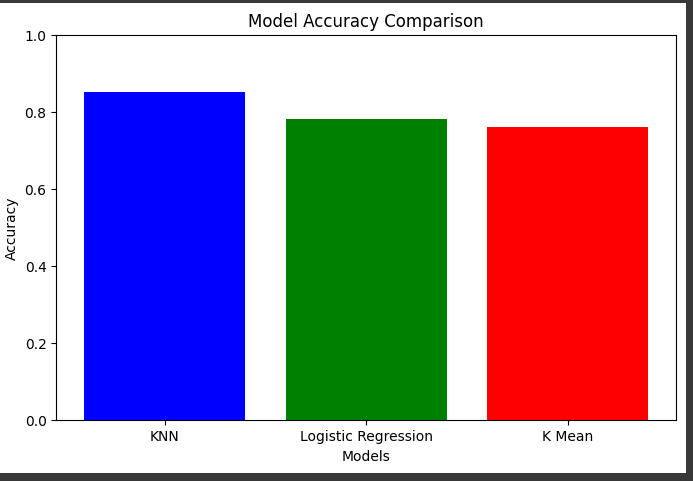 Model Accuracy Comparison
1.0
0.8
0.6
0.4
0.2
0.0
Accuracy
KNN
Logistic Regression
K Mean
Models